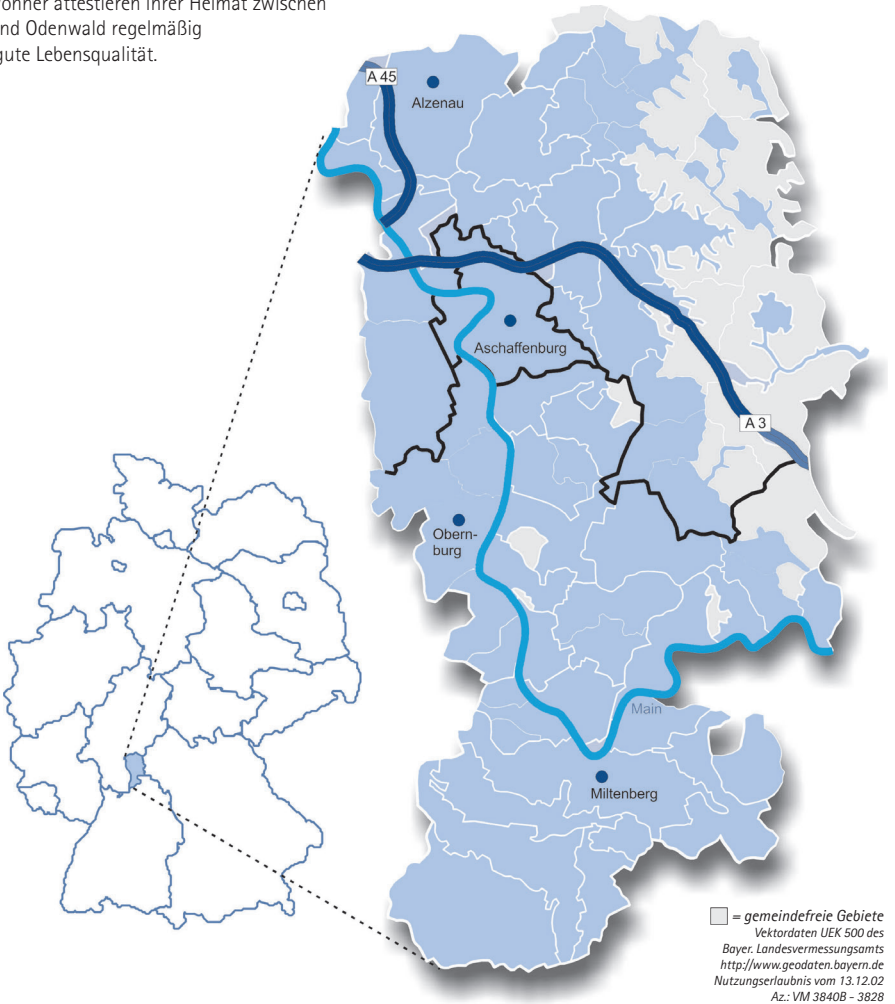 attestieren ihrer Heimat zwischen
nd Odenwald regelmäßig
gute Lebensqualität.
A 45
Alzenau
Aschaffenburg
A 3
Obern-
burg
Main
Miltenberg
= gemeindefreie Gebiete
Vektordaten UEK 500 des
Bayer. Landesvermessungsamts
http://www.geodaten.bayern.de
Nutzungserlaubnis vom 13.12.02
Az.: VM 3840B - 3828